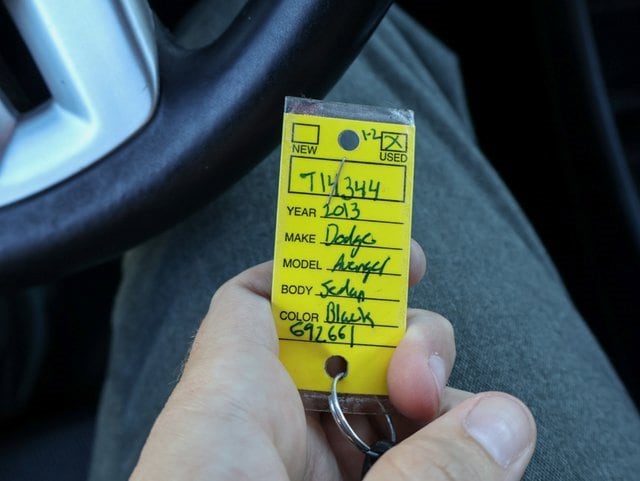 1-2 X
NEW USED
T14344
YEAR 2013
MAKE Dodge
MODEL Avenger
BODY Sedan
COLOR Black
692661